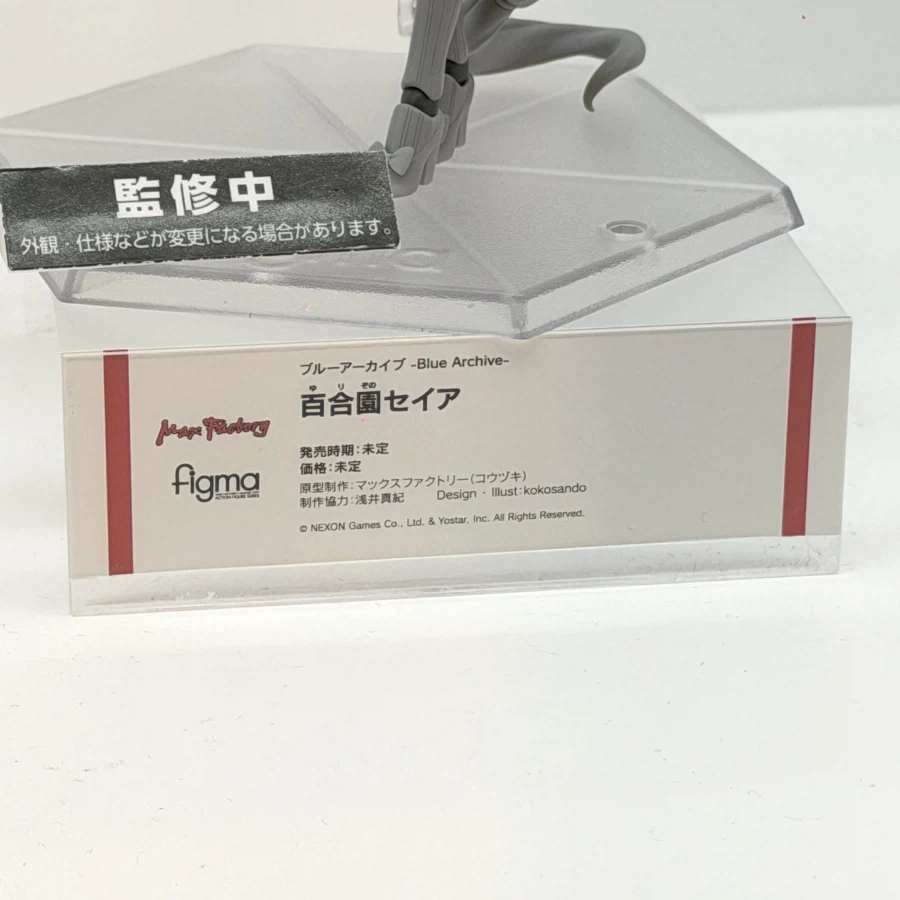 監修中
外観・仕様などが変更になる場合があります。
ブルーアーカイブ -Blue Archive-
ゆ り ぞの
百合園セイア
Max Factory
figma
発売時期：未定
価格：未定
原型制作：マックスファクトリー（コウヅキ）
制作協力：浅井真紀 Design・Illust：kokosando
© NEXON Games Co., Ltd. & Yostar, Inc. All Rights Reserved.